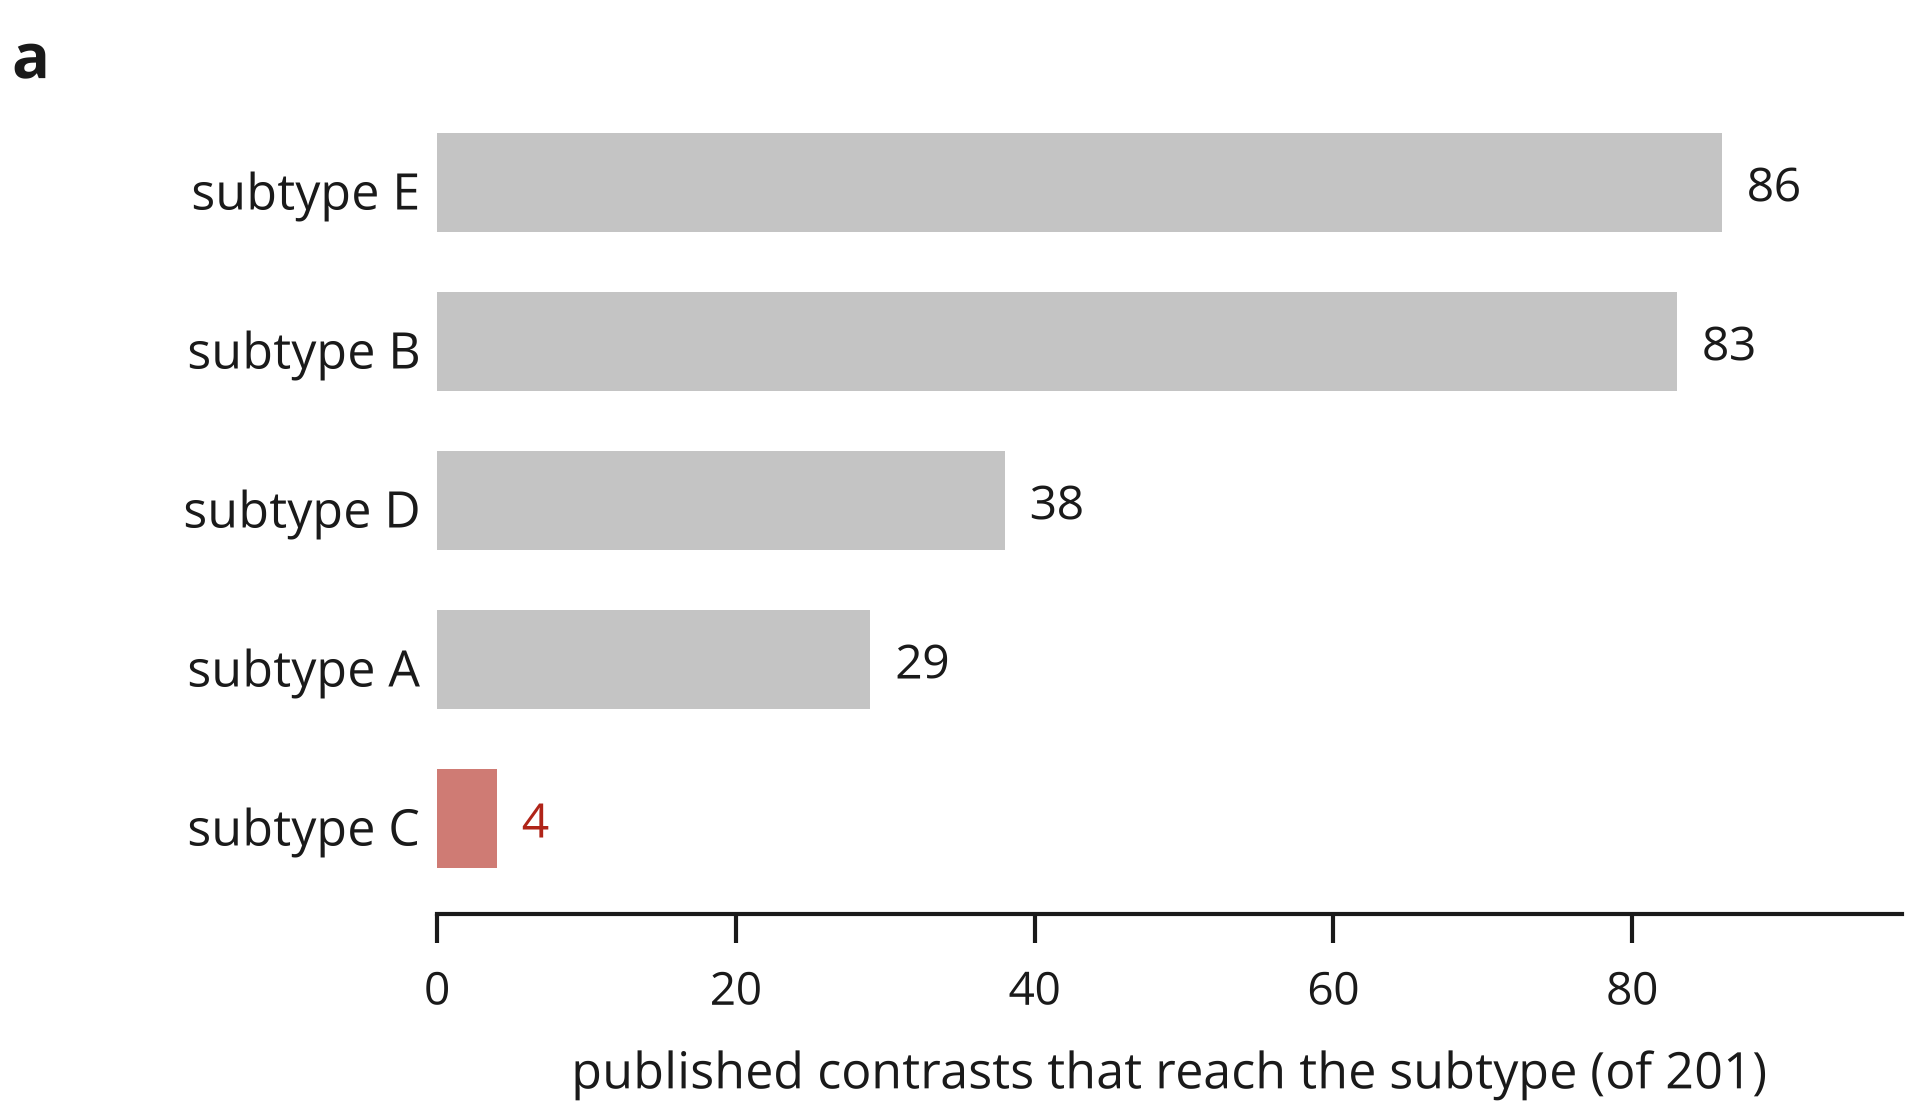 a
subtype E 86
subtype B 83
subtype D 38
subtype A 29
subtype C 4
0 20 40 60 80
published contrasts that reach the subtype (of 201)